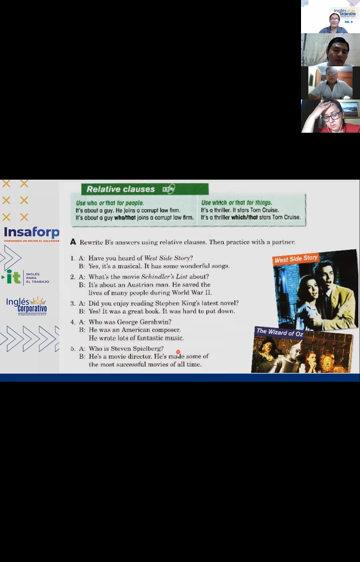 Inglés
Corporativo
Relative clauses
Use who or that for people.
It's about a guy. He joins a corrupt law firm.
It's about a guy who/that joins a corrupt law firm.
Use which or that for things.
It's a thriller. It stars Tom Cruise.
It's a thriller which/that stars Tom Cruise.
Insaforp
it
INGLÉS
PARA
EL TRABAJO
Inglés
Corporativo
A Rewrite B's answers using relative clauses. Then practice with a partner.
1. A: Have you heard of West Side Story?
B: Yes, it's a musical. It has some wonderful songs.
2. A: What's the movie Schindler's List about?
B: It's about an Austrian man. He saved the
lives of many people during World War II.
3. A: Did you enjoy reading Stephen King's latest novel?
B: Yes! It was a great book. It was hard to put down.
4. A: Who was George Gershwin?
B: He was an American composer.
He wrote lots of fantastic music.
5. A: Who is Steven Spielberg?
B: He's a movie director. He's made some of
the most successful movies of all time.
West Side Story
The Wizard of Oz